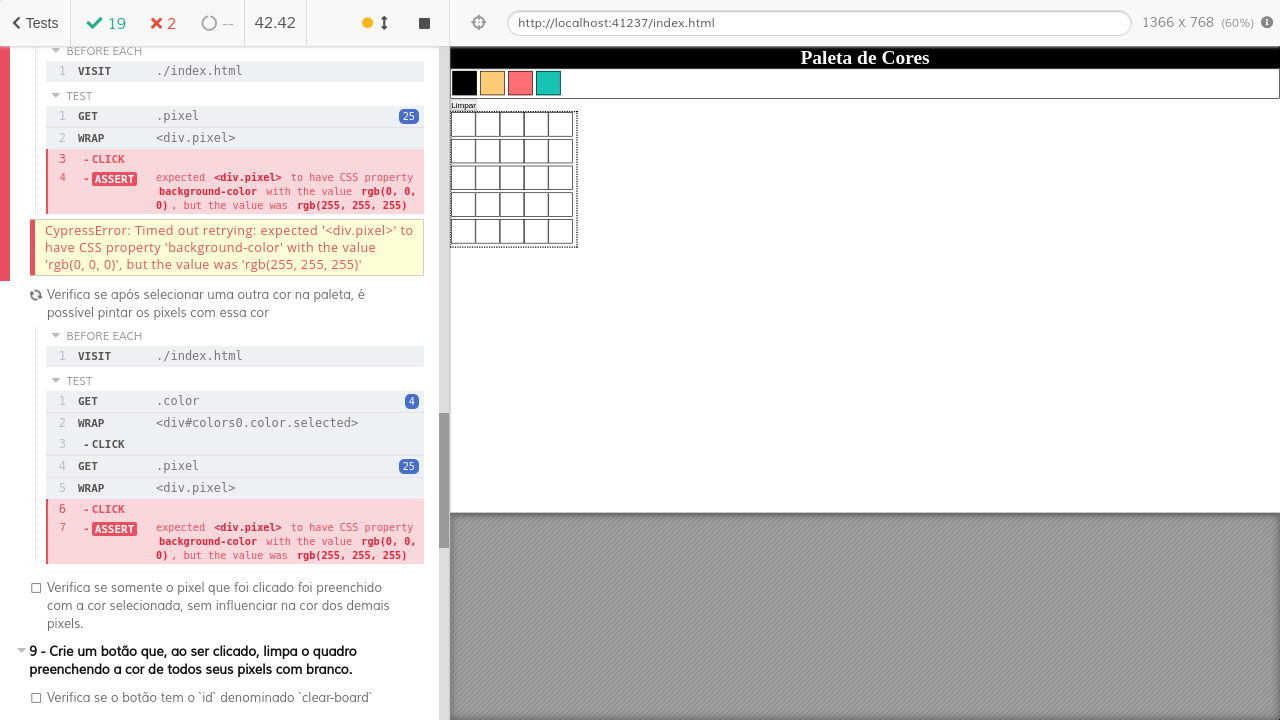 Tests
19
2
--
42.42
http://localhost:41237/index.html
1366 x 768 (60%)
BEFORE EACH
1 VISIT ./index.html
TEST
1 GET .pixel 25
2 WRAP <div.pixel>
3 - CLICK
4 - ASSERT expected <div.pixel> to have CSS property
background-color with the value rgb(0, 0,
0) , but the value was rgb(255, 255, 255)
CypressError: Timed out retrying: expected '<div.pixel>' to
have CSS property 'background-color' with the value
'rgb(0, 0, 0)', but the value was 'rgb(255, 255, 255)'
Verifica se após selecionar uma outra cor na paleta, é
possível pintar os pixels com essa cor
BEFORE EACH
1 VISIT ./index.html
TEST
1 GET .color 4
2 WRAP <div#colors0.color.selected>
3 - CLICK
4 GET .pixel 25
5 WRAP <div.pixel>
6 - CLICK
7 - ASSERT expected <div.pixel> to have CSS property
background-color with the value rgb(0, 0,
0) , but the value was rgb(255, 255, 255)
Verifica se somente o pixel que foi clicado foi preenchido
com a cor selecionada, sem influenciar na cor dos demais
pixels.
9 - Crie um botão que, ao ser clicado, limpa o quadro
preenchendo a cor de todos seus pixels com branco.
Verifica se o botão tem o `id` denominado `clear-board`
Paleta de Cores
Limpar